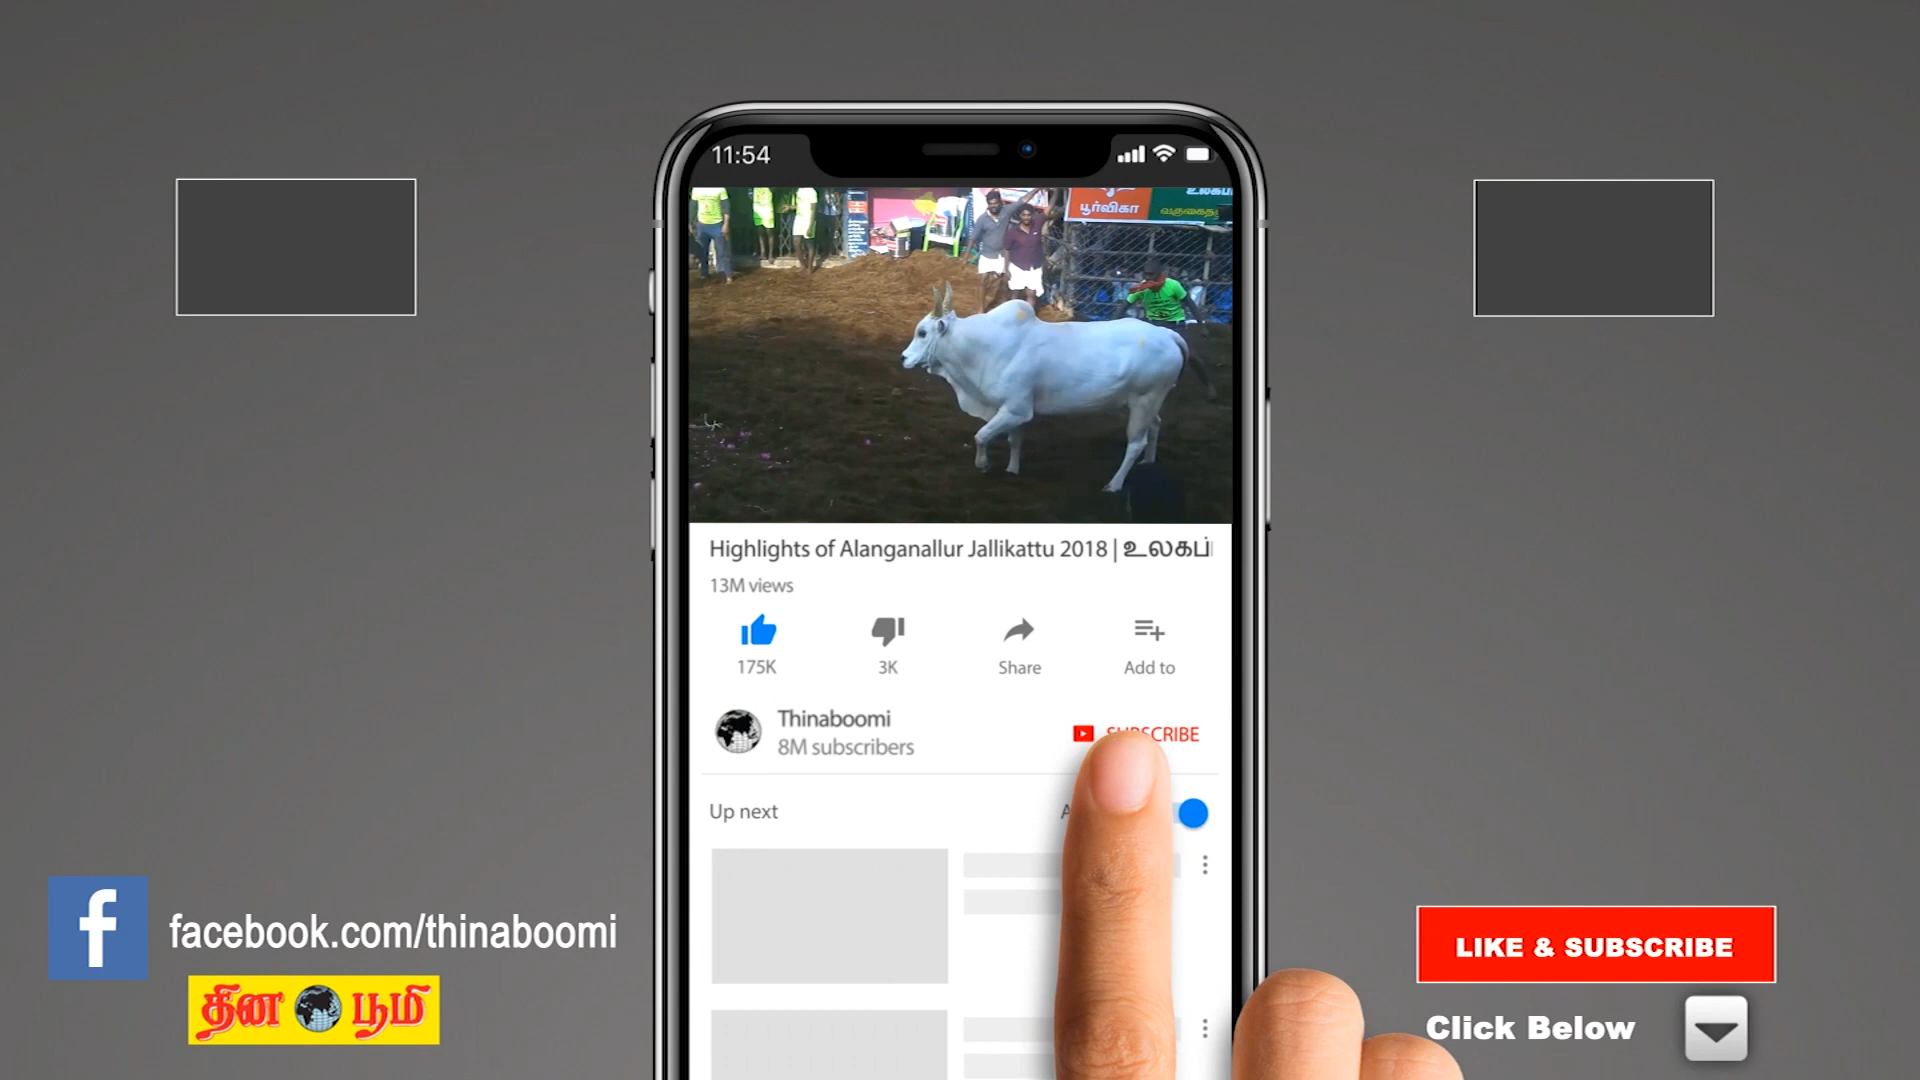 11:54
பூர்விகா
Highlights of Alanganallur Jallikattu 2018 | உலகப்
13M views
175K
3K
Share
Add to
Thinaboomi
8M subscribers
SUBSCRIBE
Up next
facebook.com/thinaboomi
தின பூமி
LIKE & SUBSCRIBE
Click Below